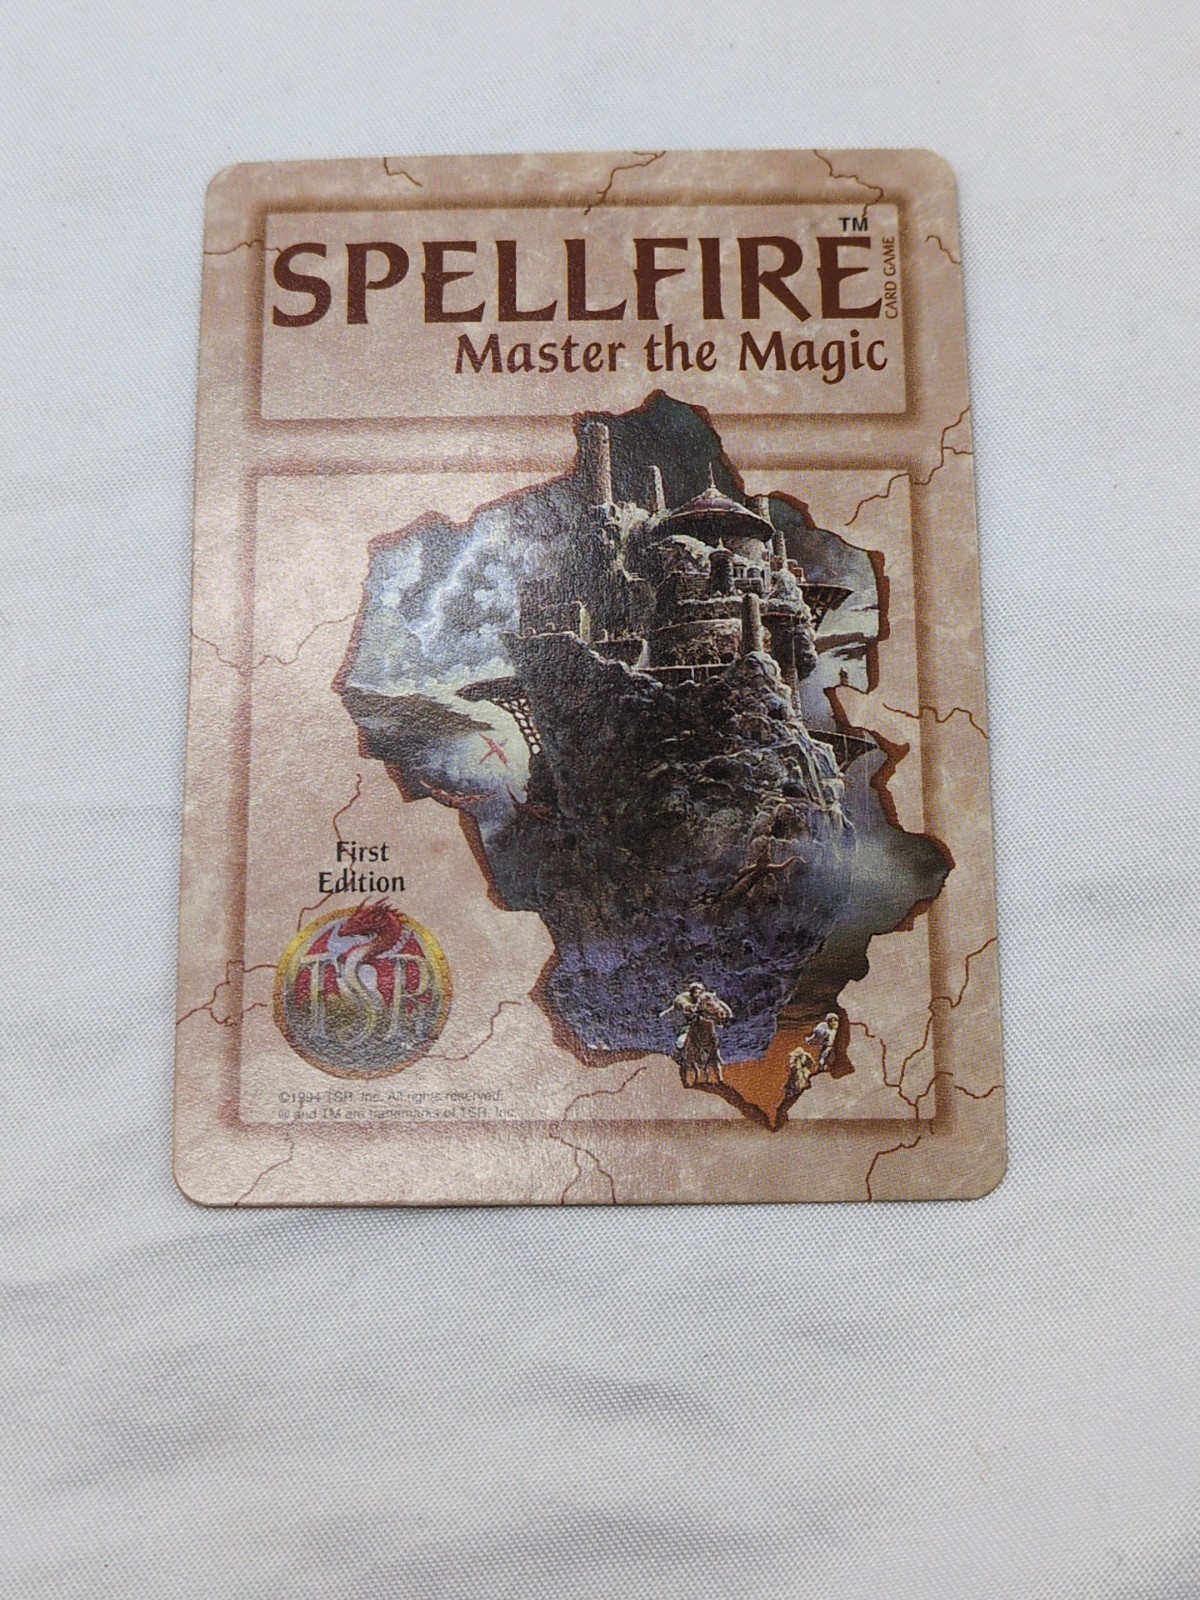 SPELLFIRE™
CARD GAME
Master the Magic
First
Edition
TSR
©1994 TSR, Inc. All rights reserved.
® and TM are trademarks of TSR, Inc.